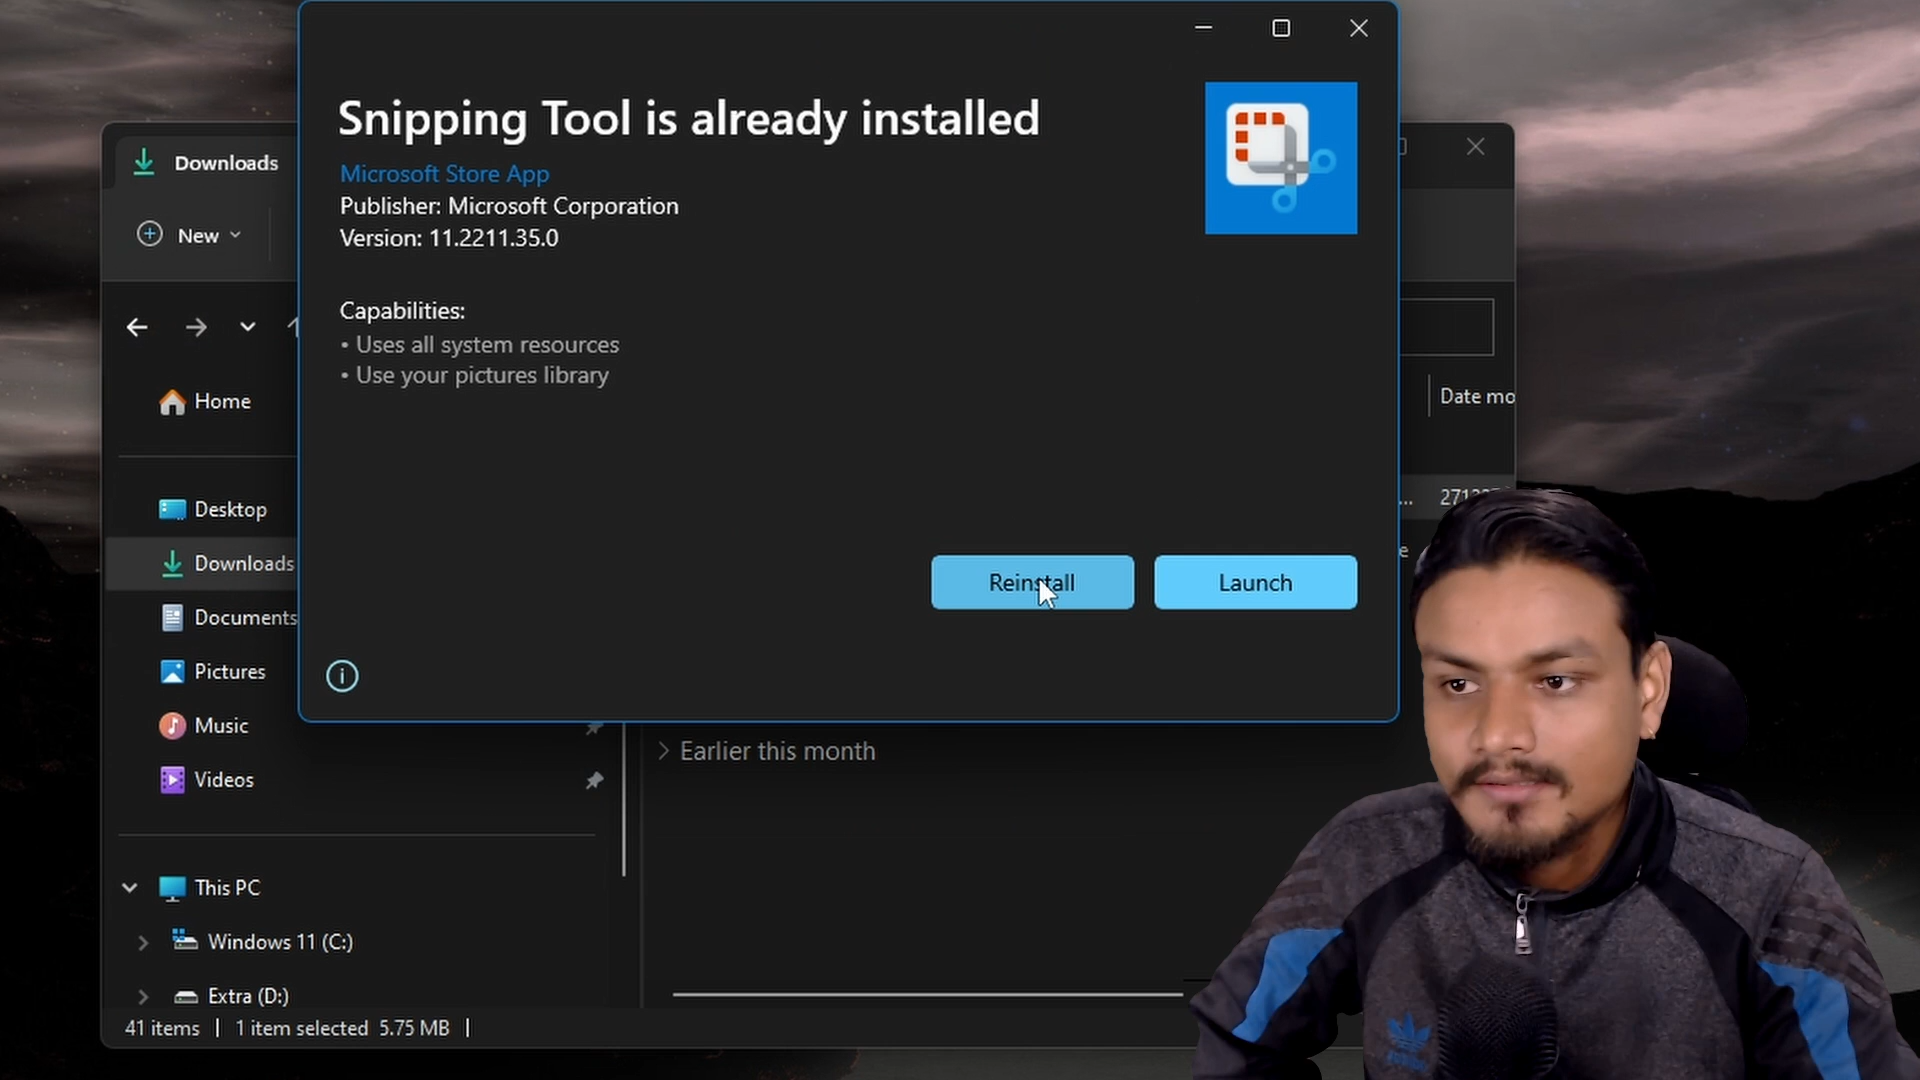 Snipping Tool is already installed
Microsoft Store App
Publisher: Microsoft Corporation
Version: 11.2211.35.0
Capabilities:
• Uses all system resources
• Use your pictures library
Reinstall
Launch
Downloads
New
Home
Desktop
Downloads
Documents
Pictures
Music
Videos
This PC
Windows 11 (C:)
Extra (D:)
Date mo
Earlier this month
41 items
1 item selected 5.75 MB